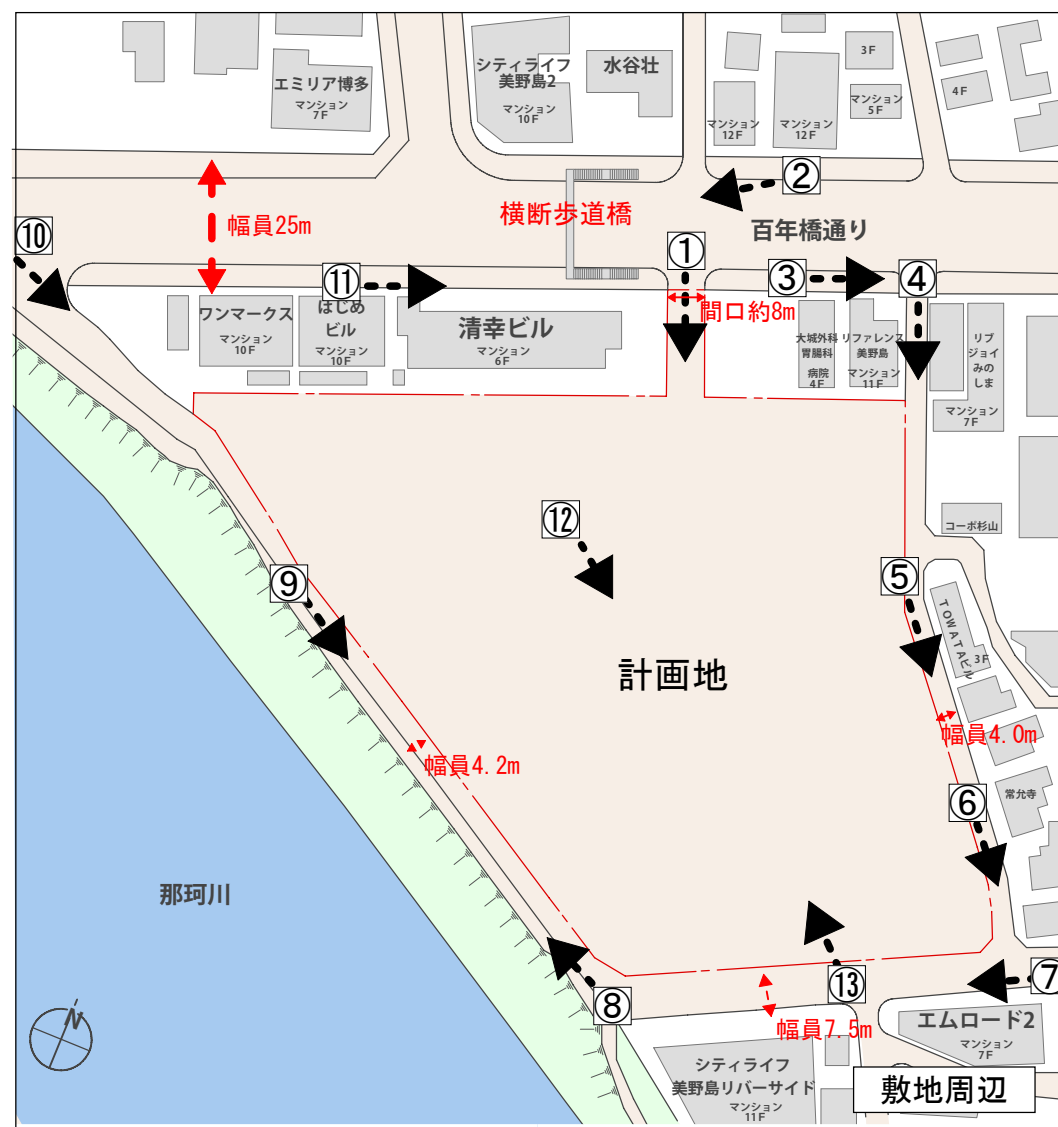 エミリア博多
マンション
7F
シティライフ
美野島2
マンション
10F
水谷荘
マンション
12F
マンション
12F
3F
マンション
5F
4F
②
⑩
幅員25m
横断歩道橋
百年橋通り
①
⑪
③
④
間口約8m
ワンマークス
マンション
10F
はじめ
ビル
マンション
10F
清幸ビル
マンション
6F
大城外科
胃腸科
病院
4F
リファレンス
美野島
マンション
11F
リブ
ジョイ
みの
しま
マンション
7F
コーポ杉山
⑫
⑨
⑤
TOWATAビル
3F
計画地
幅員4.2m
幅員4.0m
⑥
常允寺
那珂川
⑦
⑧
⑬
幅員7.5m
エムロード2
マンション
7F
N
シティライフ
美野島リバーサイド
マンション
11F
敷地周辺